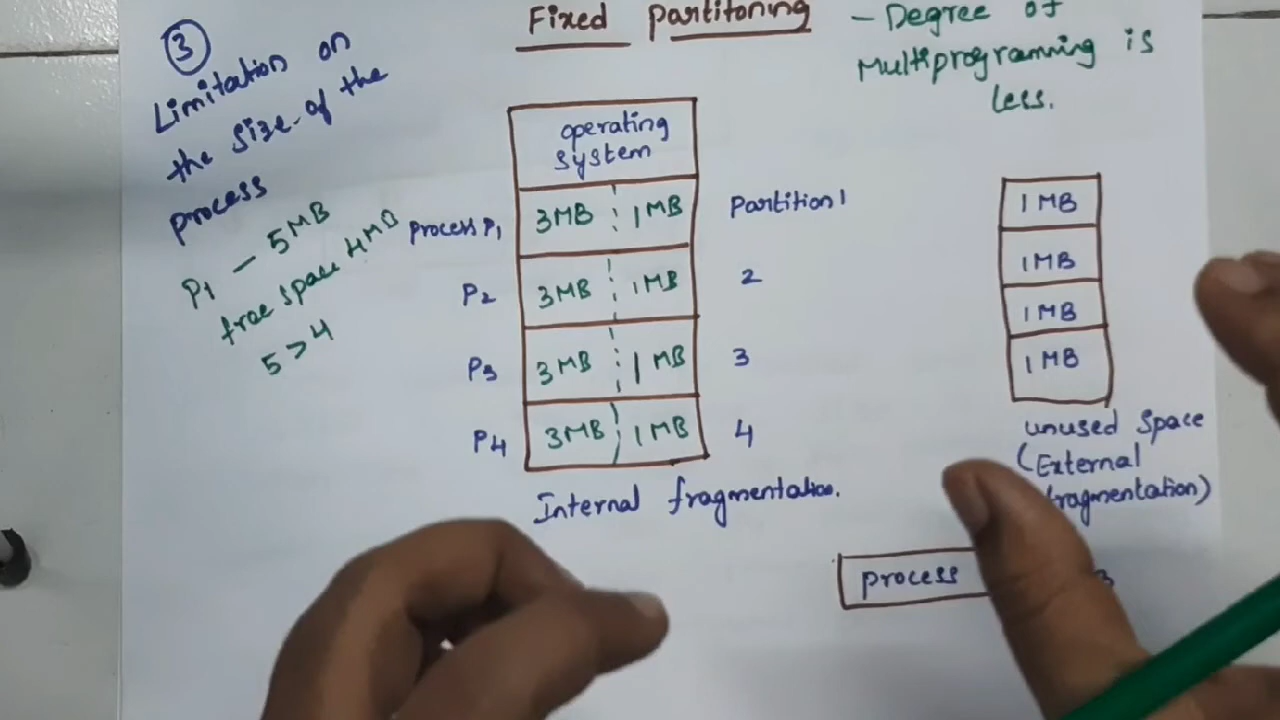 Fixed partitoning
③
Limitation on
the size of the
process
P1 – 5MB
free space 4MB
5 > 4
– Degree of
Multiprogramming is
less.
operating
system
process P1 3MB 1MB Partition 1
P2 3MB 1MB 2
P3 3MB 1MB 3
P4 3MB 1MB 4
Internal fragmentation.
1MB
1MB
1MB
1MB
unused space
(External
fragmentation)
process